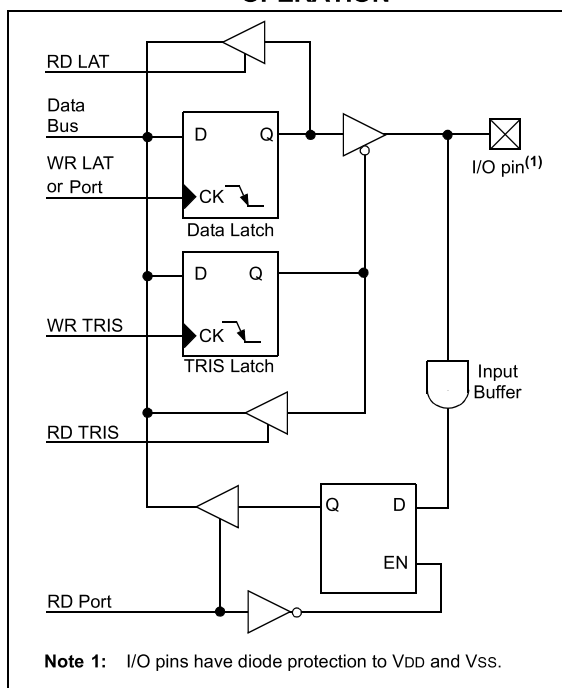 OPERATION
RD LAT
Data
Bus
WR LAT
or Port
D
Q
CK
Data Latch
I/O pin(1)
D
Q
CK
WR TRIS
TRIS Latch
Input
Buffer
RD TRIS
Q
D
EN
RD Port
Note 1: I/O pins have diode protection to VDD and VSS.